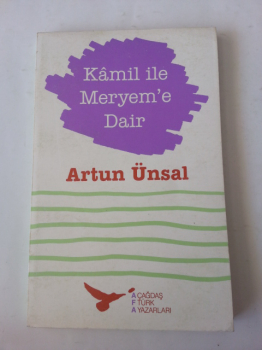 Kâmil ile
Meryem'e
Dair
Artun Ünsal
A ÇAĞDAŞ
F TÜRK
A YAZARLARI